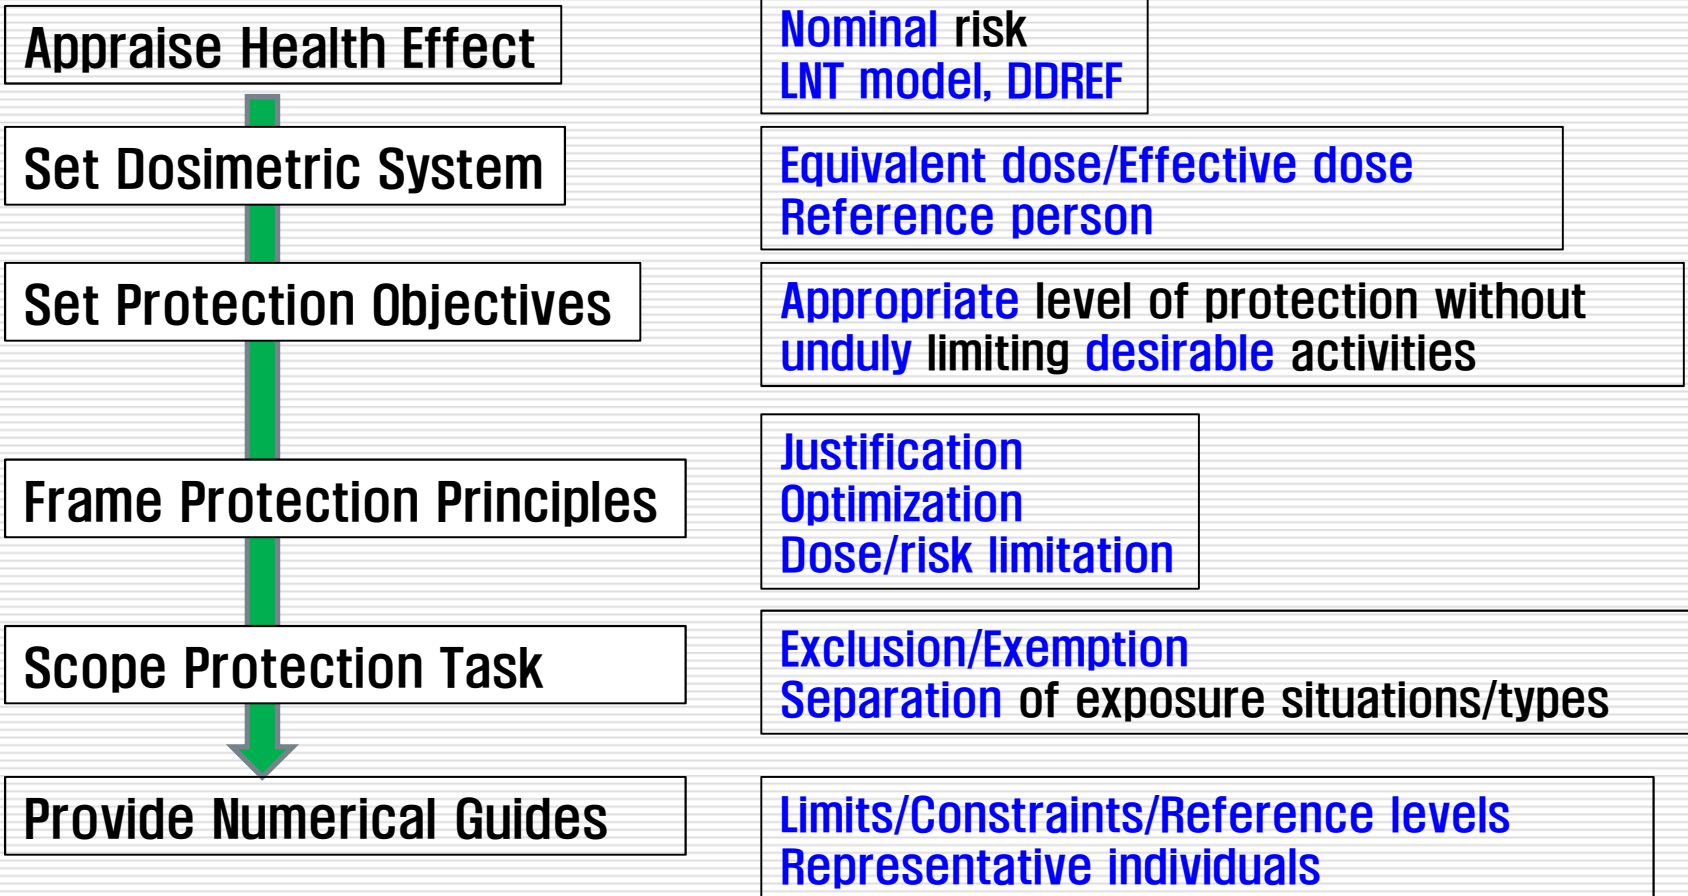 Appraise Health Effect
Nominal risk
LNT model, DDREF
Set Dosimetric System
Equivalent dose/Effective dose
Reference person
Set Protection Objectives
Appropriate level of protection without
unduly limiting desirable activities
Frame Protection Principles
Justification
Optimization
Dose/risk limitation
Scope Protection Task
Exclusion/Exemption
Separation of exposure situations/types
Provide Numerical Guides
Limits/Constraints/Reference levels
Representative individuals